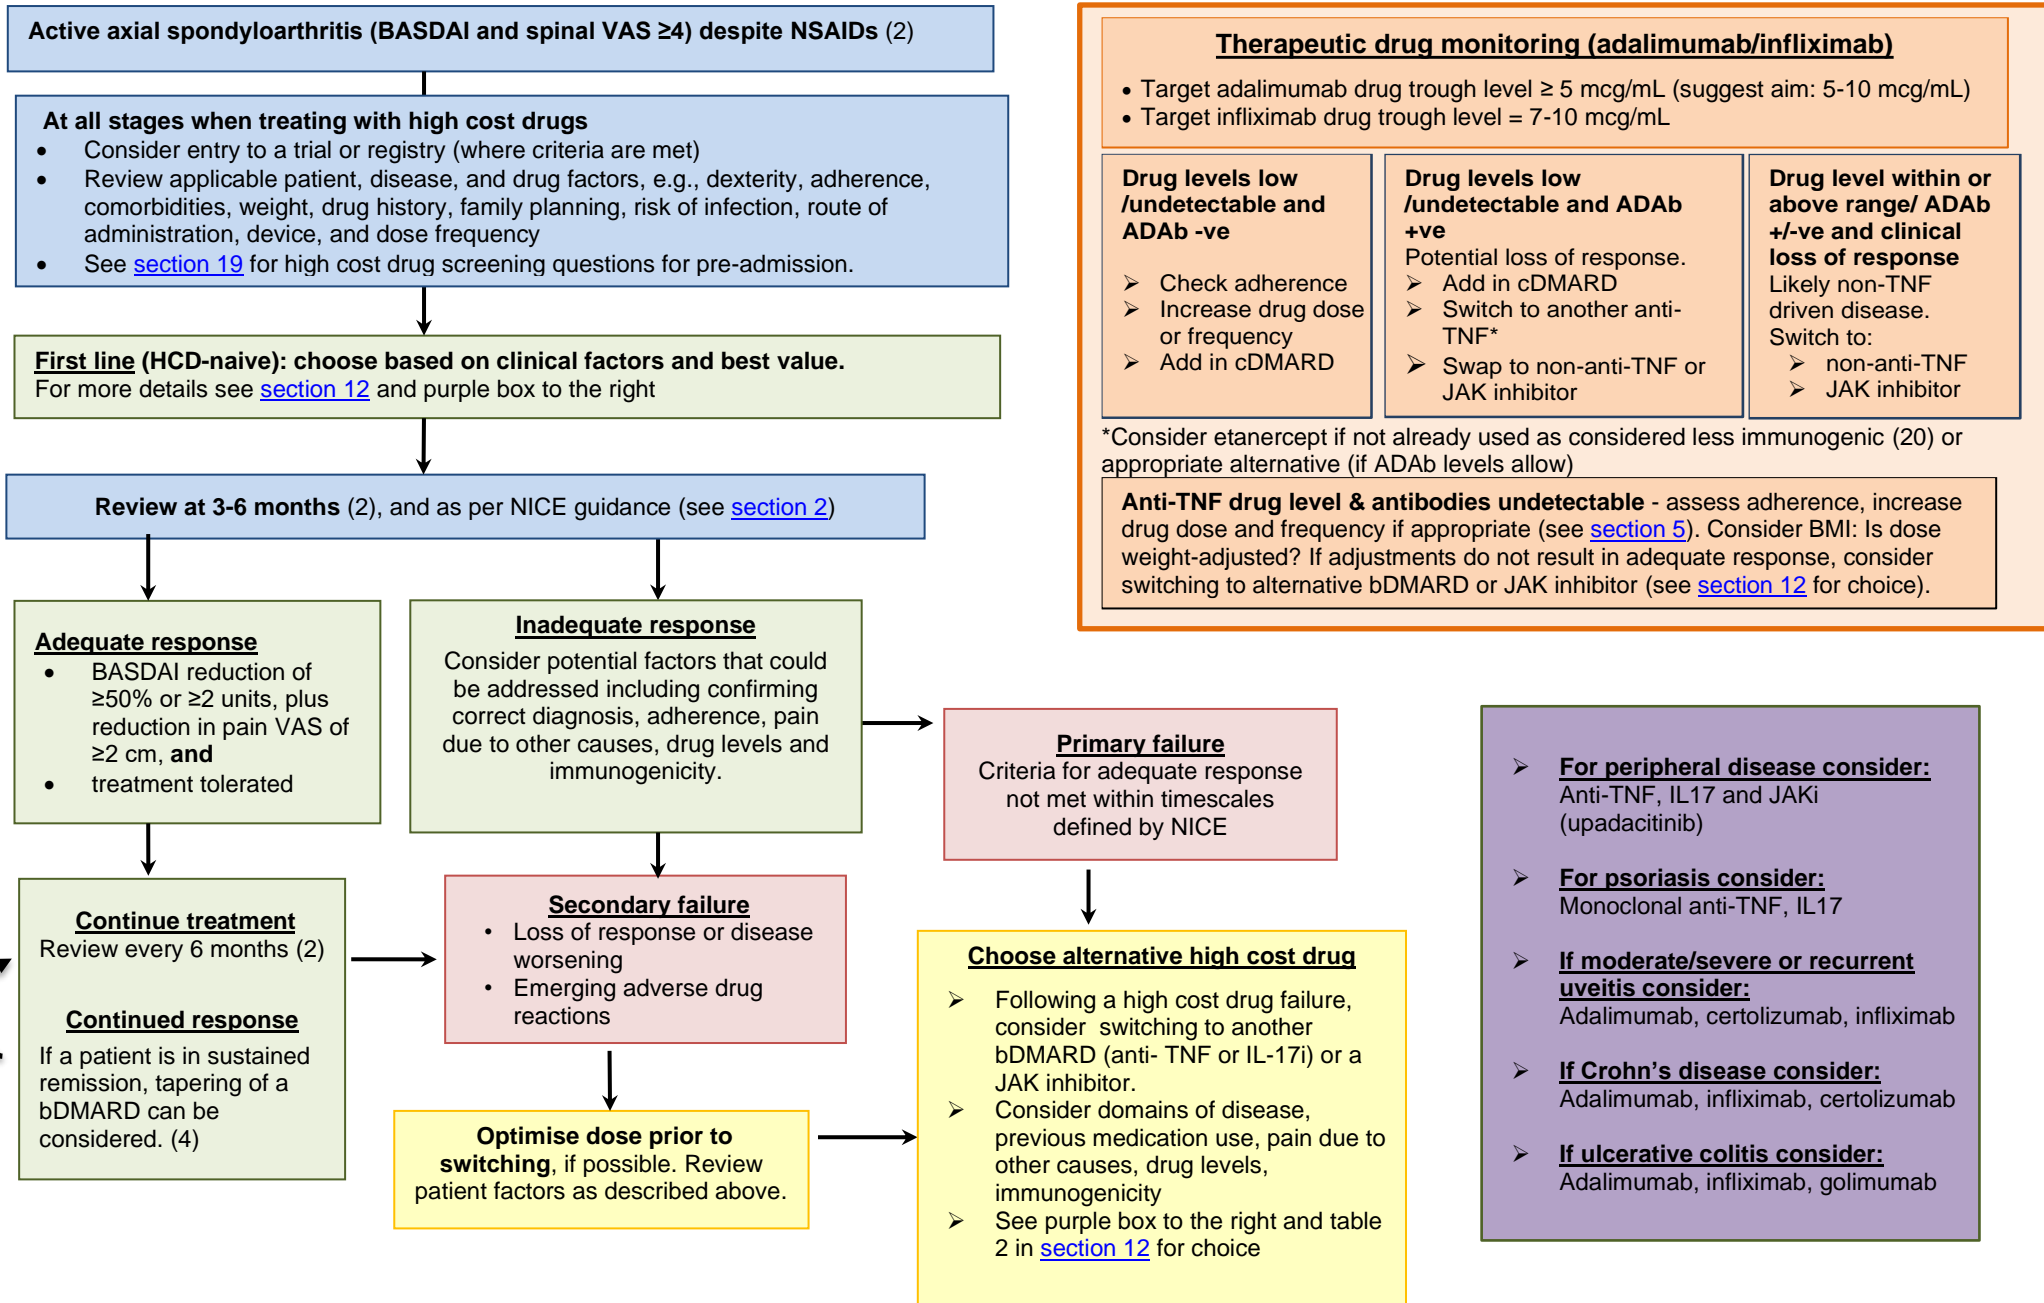 Active axial spondyloarthritis (BASDAI and spinal VAS ≥4) despite NSAIDs (2)
At all stages when treating with high cost drugs
• Consider entry to a trial or registry (where criteria are met)
• Review applicable patient, disease, and drug factors, e.g., dexterity, adherence,
comorbidities, weight, drug history, family planning, risk of infection, route of
administration, device, and dose frequency
• See section 19 for high cost drug screening questions for pre-admission.
First line (HCD-naive): choose based on clinical factors and best value.
For more details see section 12 and purple box to the right
Review at 3-6 months (2), and as per NICE guidance (see section 2)
Adequate response
• BASDAI reduction of
≥50% or ≥2 units, plus
reduction in pain VAS of
≥2 cm, and
• treatment tolerated
Inadequate response
Consider potential factors that could
be addressed including confirming
correct diagnosis, adherence, pain
due to other causes, drug levels and
immunogenicity.
Primary failure
Criteria for adequate response
not met within timescales
defined by NICE
Continue treatment
Review every 6 months (2)
Continued response
If a patient is in sustained
remission, tapering of a
bDMARD can be
considered. (4)
Secondary failure
• Loss of response or disease
worsening
• Emerging adverse drug
reactions
Optimise dose prior to
switching, if possible. Review
patient factors as described above.
Choose alternative high cost drug
➢ Following a high cost drug failure,
consider switching to another
bDMARD (anti- TNF or IL-17i) or a
JAK inhibitor.
➢ Consider domains of disease,
previous medication use, pain due to
other causes, drug levels,
immunogenicity
➢ See purple box to the right and table
2 in section 12 for choice
Therapeutic drug monitoring (adalimumab/infliximab)
• Target adalimumab drug trough level ≥ 5 mcg/mL (suggest aim: 5-10 mcg/mL)
• Target infliximab drug trough level = 7-10 mcg/mL
Drug levels low
/undetectable and
ADAb -ve
➢ Check adherence
➢ Increase drug dose
or frequency
➢ Add in cDMARD
Drug levels low
/undetectable and ADAb
+ve
Potential loss of response.
➢ Add in cDMARD
➢ Switch to another anti-
TNF*
➢ Swap to non-anti-TNF or
JAK inhibitor
Drug level within or
above range/ ADAb
+/-ve and clinical
loss of response
Likely non-TNF
driven disease.
Switch to:
➢ non-anti-TNF
➢ JAK inhibitor
*Consider etanercept if not already used as considered less immunogenic (20) or
appropriate alternative (if ADAb levels allow)
Anti-TNF drug level & antibodies undetectable - assess adherence, increase
drug dose and frequency if appropriate (see section 5). Consider BMI: Is dose
weight-adjusted? If adjustments do not result in adequate response, consider
switching to alternative bDMARD or JAK inhibitor (see section 12 for choice).
➢ For peripheral disease consider:
Anti-TNF, IL17 and JAKi
(upadacitinib)
➢ For psoriasis consider:
Monoclonal anti-TNF, IL17
➢ If moderate/severe or recurrent
uveitis consider:
Adalimumab, certolizumab, infliximab
➢ If Crohn’s disease consider:
Adalimumab, infliximab, certolizumab
➢ If ulcerative colitis consider:
Adalimumab, infliximab, golimumab